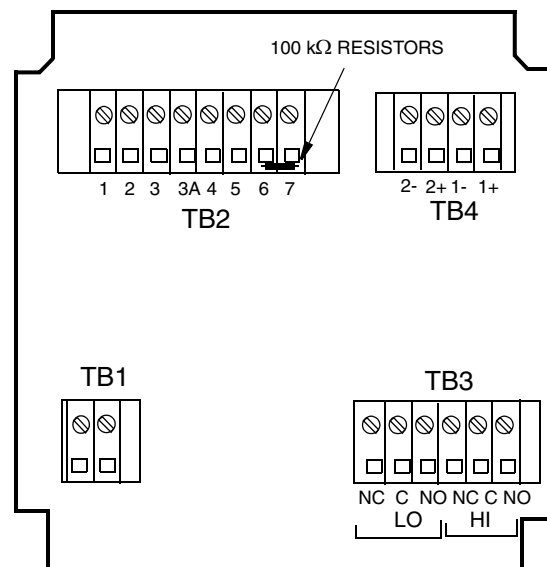 100 kΩ RESISTORS
1 2 3 3A 4 5 6 7
TB2
2- 2+ 1- 1+
TB4
TB1
TB3
NC C NO NC C NO
LO HI